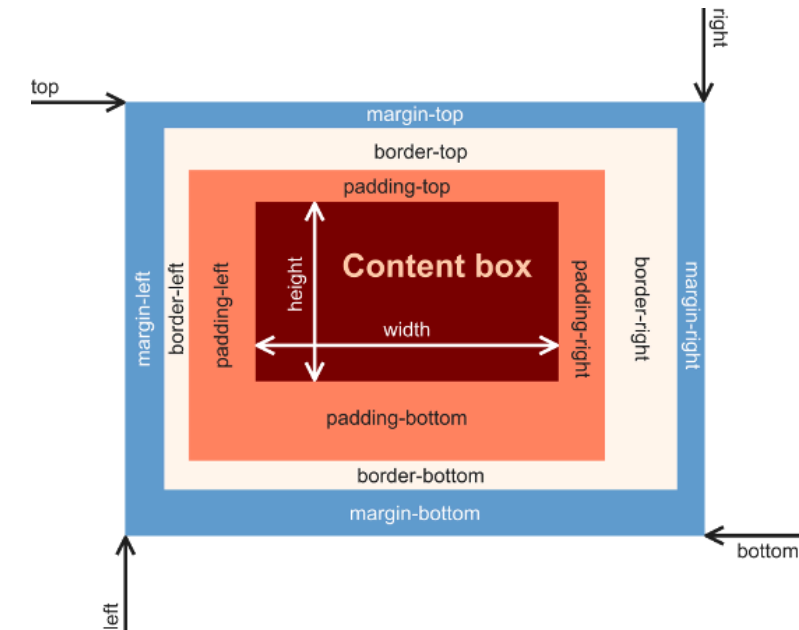 right
top
margin-top
border-top
padding-top
Content box
height
width
margin-left
border-left
padding-left
padding-right
border-right
margin-right
padding-bottom
border-bottom
margin-bottom
bottom
left